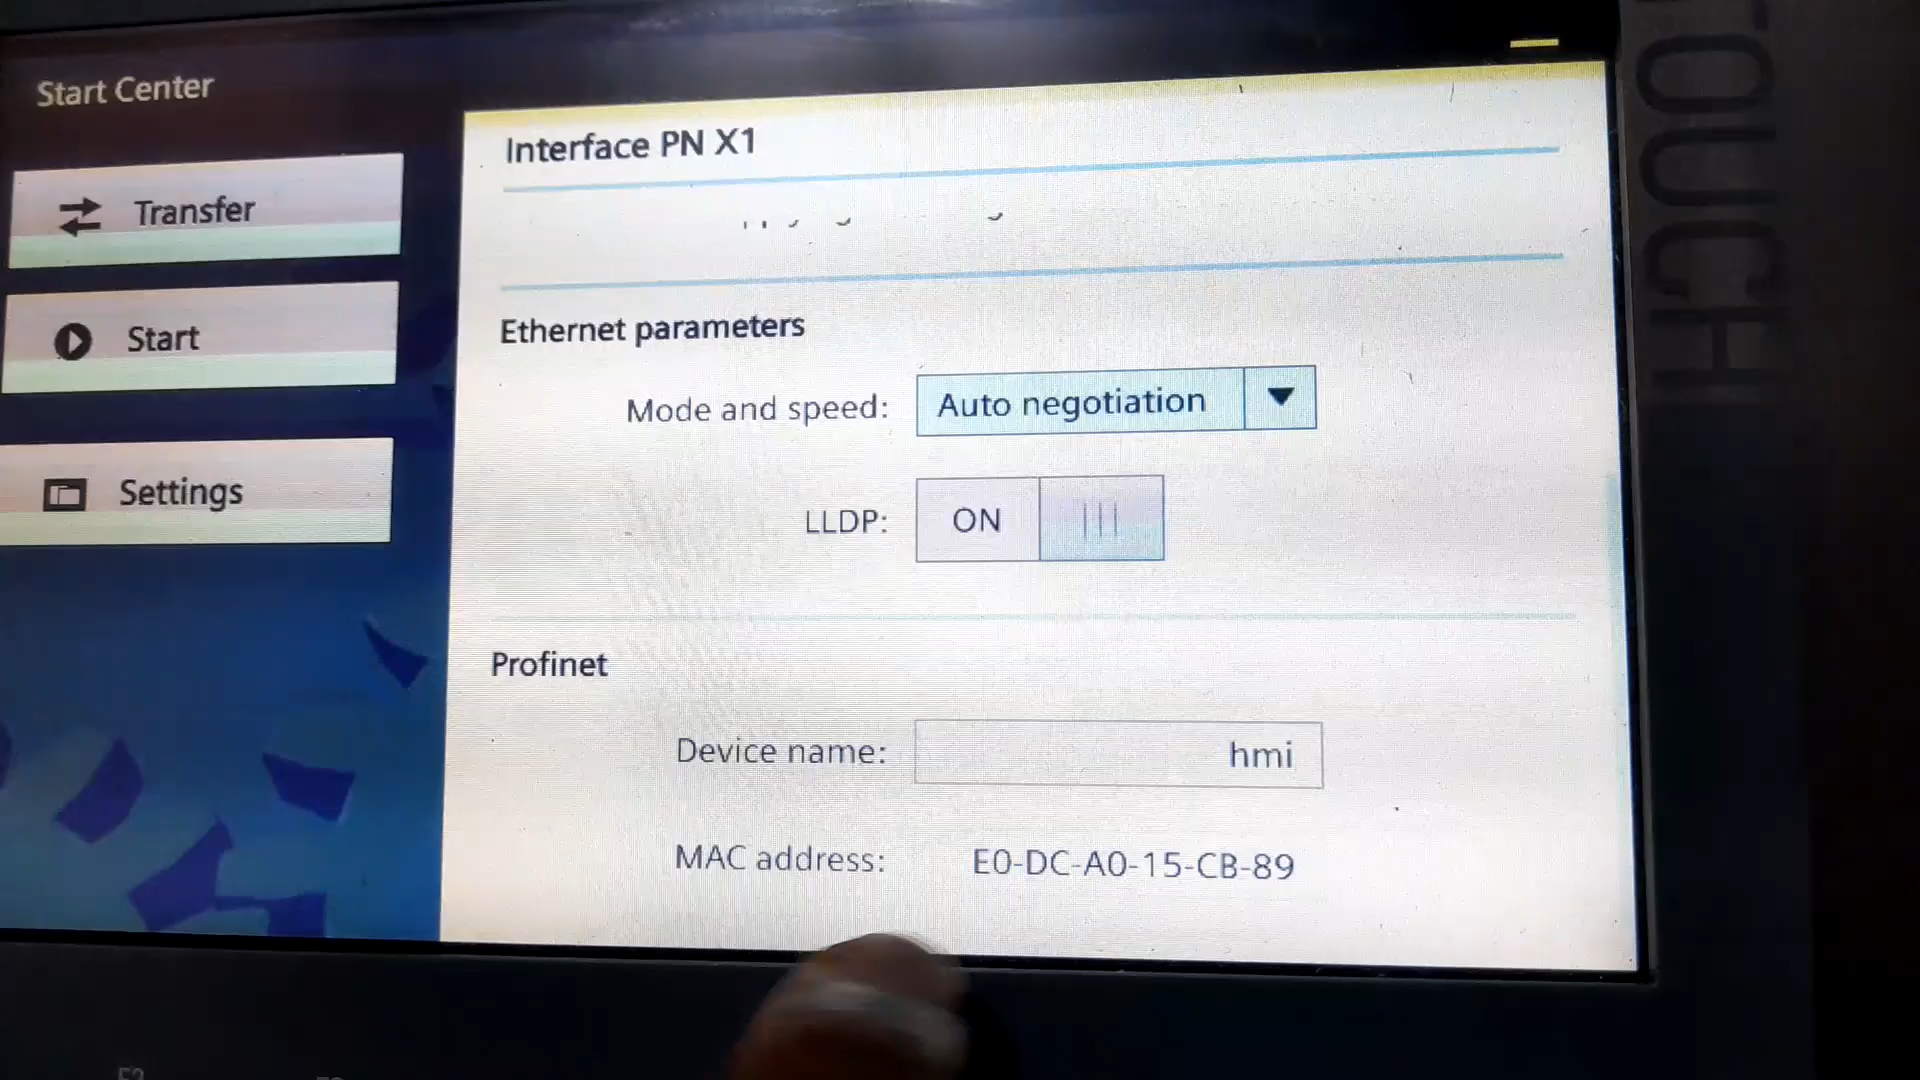 Start Center
Transfer
Start
Settings
Interface PN X1
Ethernet parameters
Mode and speed: Auto negotiation
LLDP: ON
Profinet
Device name: hmi
MAC address: E0-DC-A0-15-CB-89
TOUCH